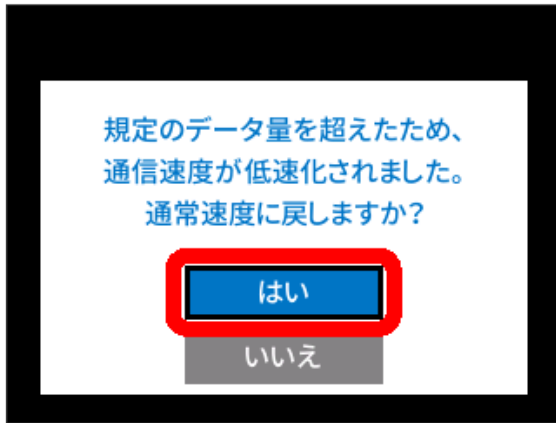 規定のデータ量を超えたため、
通信速度が低速化されました。
通常速度に戻しますか？
はい
いいえ